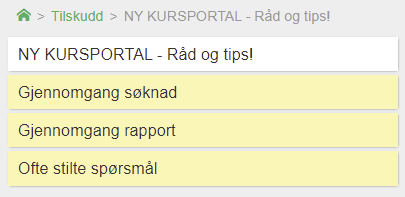 > Tilskudd > NY KURSPORTAL - Råd og tips!
NY KURSPORTAL - Råd og tips!
Gjennomgang søknad
Gjennomgang rapport
Ofte stilte spørsmål